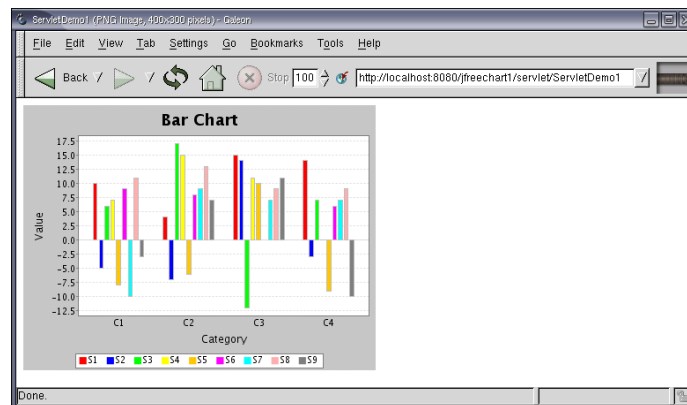 ServletDemo1 (PNG Image, 400x300 pixels) - Galeon
File Edit View Tab Settings Go Bookmarks Tools Help
Back Stop 100 http://localhost:8080/jfreechart1/servlet/ServletDemo1
Bar Chart
17.5
15.0
12.5
10.0
7.5
5.0
2.5
0.0
-2.5
-5.0
-7.5
-10.0
-12.5
Value
C1 C2 C3 C4
Category
S1 S2 S3 S4 S5 S6 S7 S8 S9
Done.